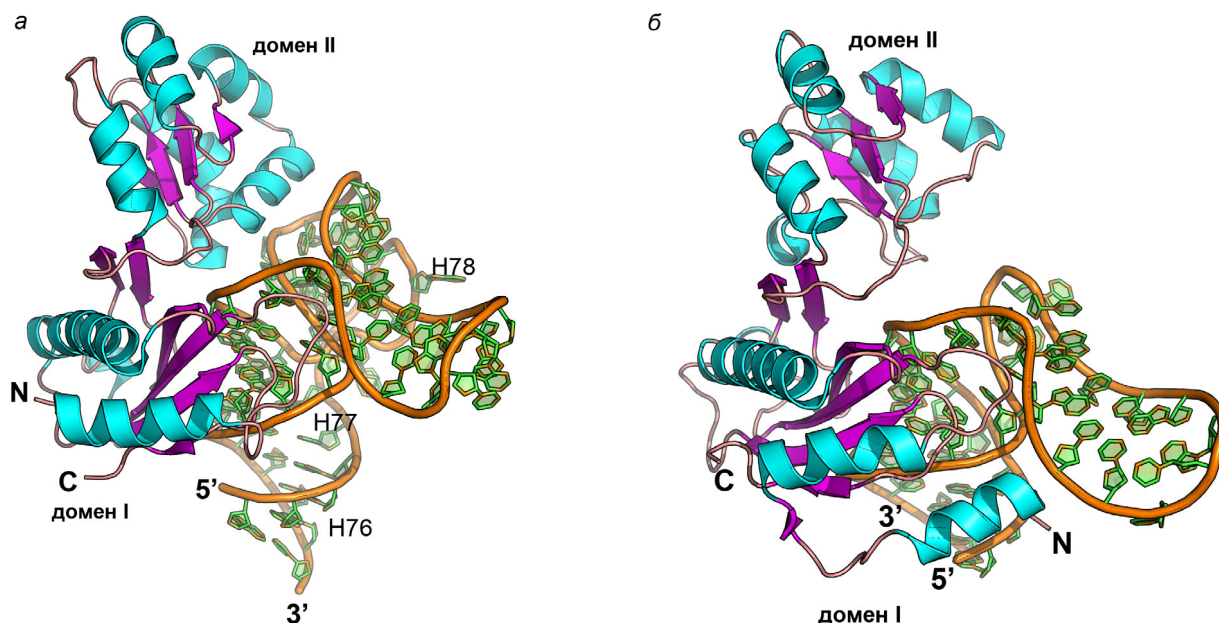 а
домен II
H78
N
H77
C
5’
домен I
H76
3’
б
домен II
C
3’
N
5’
домен I